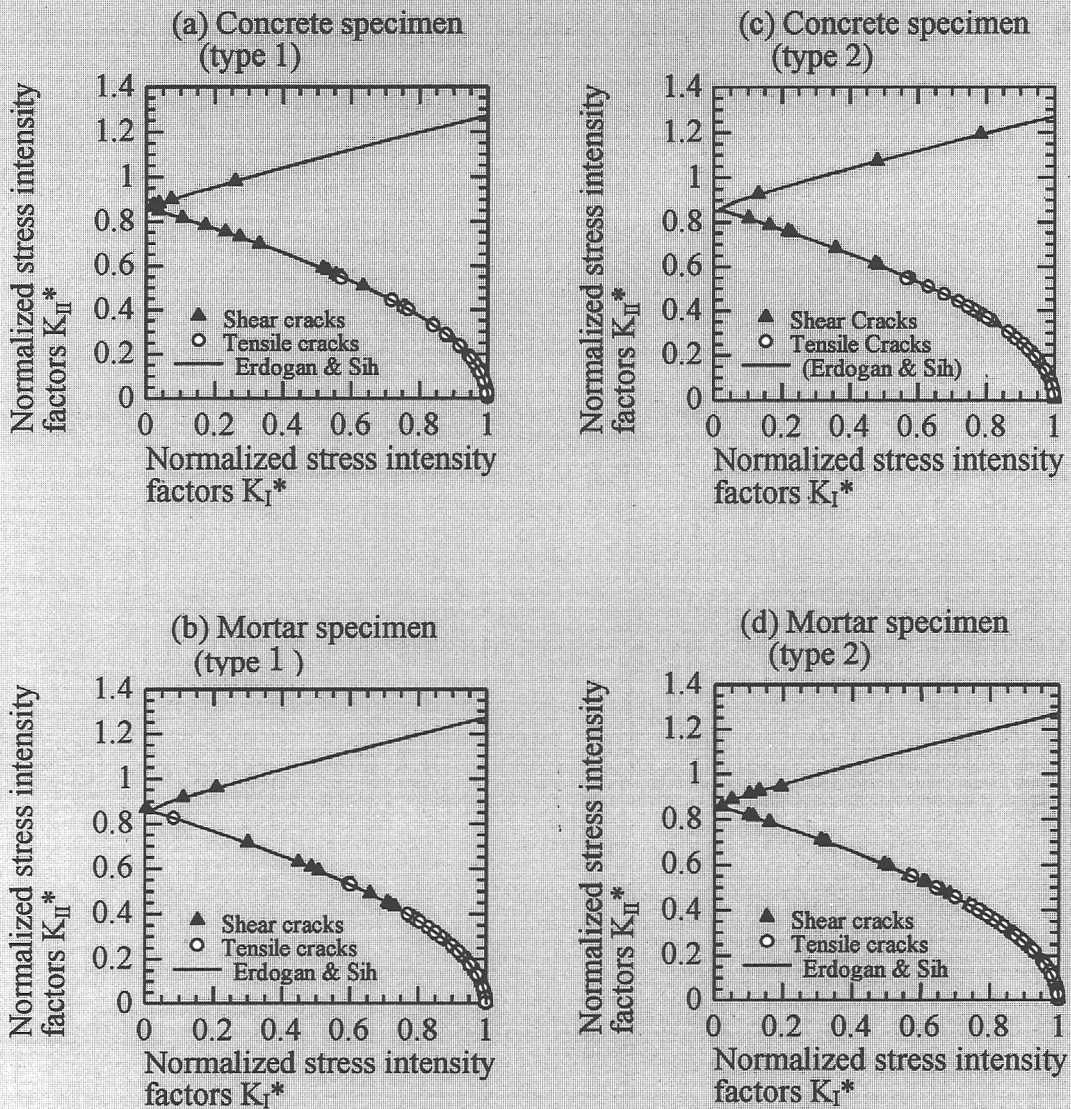 (a) Concrete specimen
(type 1)
Normalized stress intensity
factors K_II*
1.4
1.2
1
0.8
0.6
0.4
0.2
0
Shear cracks
Tensile cracks
Erdogan & Sih
0 0.2 0.4 0.6 0.8 1
Normalized stress intensity
factors K_I*
(c) Concrete specimen
(type 2)
Normalized stress intensity
factors K_II*
1.4
1.2
1
0.8
0.6
0.4
0.2
0
Shear Cracks
Tensile Cracks
(Erdogan & Sih)
0 0.2 0.4 0.6 0.8 1
Normalized stress intensity
factors K_I*
(b) Mortar specimen
(type 1 )
Normalized stress intensity
factors K_II*
1.4
1.2
1
0.8
0.6
0.4
0.2
0
Shear cracks
Tensile cracks
Erdogan & Sih
0 0.2 0.4 0.6 0.8 1
Normalized stress intensity
factors K_I*
(d) Mortar specimen
(type 2)
Normalized stress intensity
factors K_II*
1.4
1.2
1
0.8
0.6
0.4
0.2
0
Shear cracks
Tensile cracks
Erdogan & Sih
0 0.2 0.4 0.6 0.8 1
Normalized stress intensity
factors K_I*